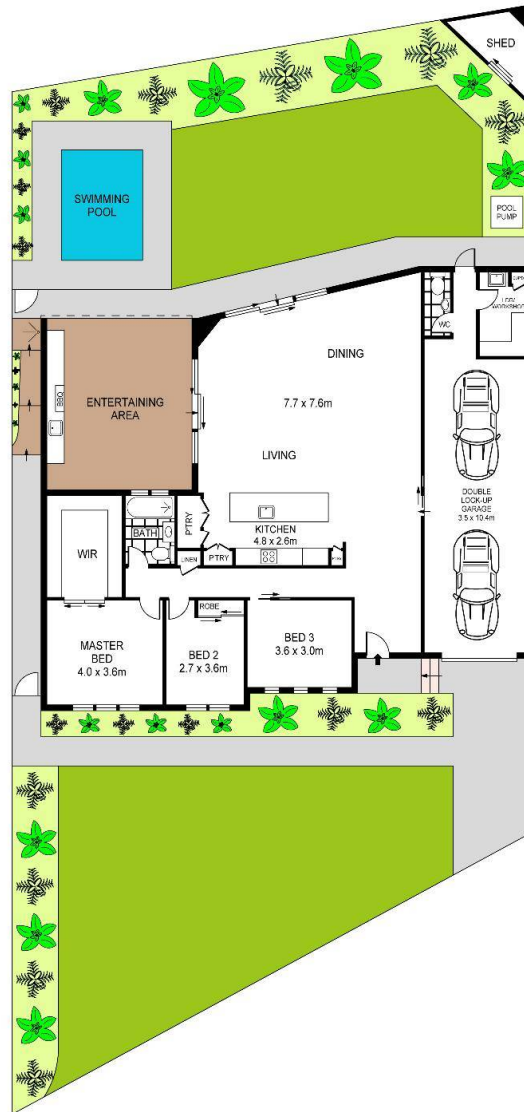 SHED
SWIMMING
POOL
POOL
PUMP
WC
WORKSHOP
DINING
7.7 x 7.6m
ENTERTAINING
AREA
BBQ
LIVING
DOUBLE
LOCK-UP
GARAGE
3.5 x 10.4m
KITCHEN
4.8 x 2.6m
PTRY
BATH
WIR
LINEN
PTRY
ROBE
MASTER
BED
4.0 x 3.6m
BED 2
2.7 x 3.6m
BED 3
3.6 x 3.0m